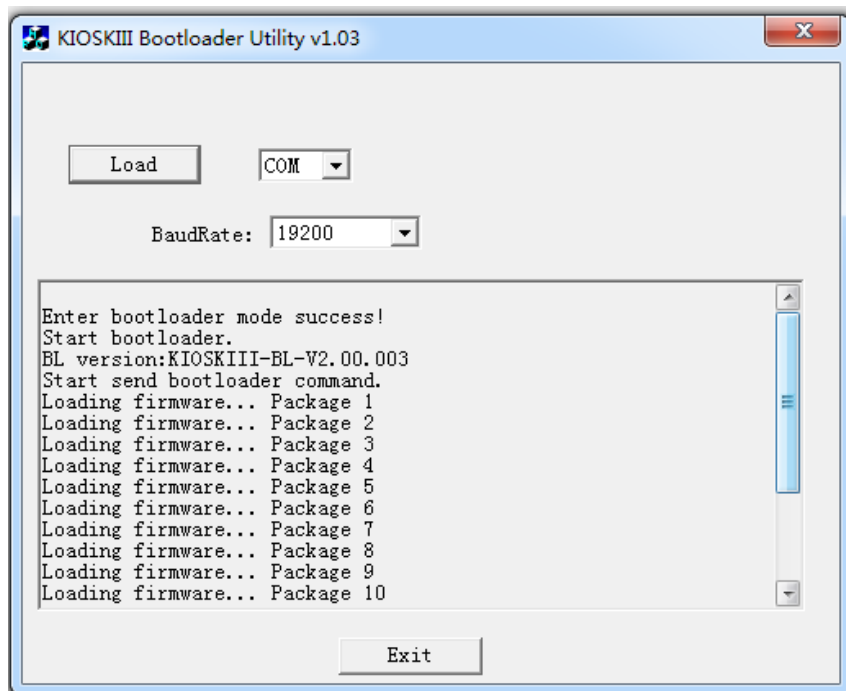 KIOSKIII Bootloader Utility v1.03
Load
COM
BaudRate:
19200
Enter bootloader mode success!
Start bootloader.
BL version:KIOSKIII-BL-V2.00.003
Start send bootloader command.
Loading firmware... Package 1
Loading firmware... Package 2
Loading firmware... Package 3
Loading firmware... Package 4
Loading firmware... Package 5
Loading firmware... Package 6
Loading firmware... Package 7
Loading firmware... Package 8
Loading firmware... Package 9
Loading firmware... Package 10
Exit